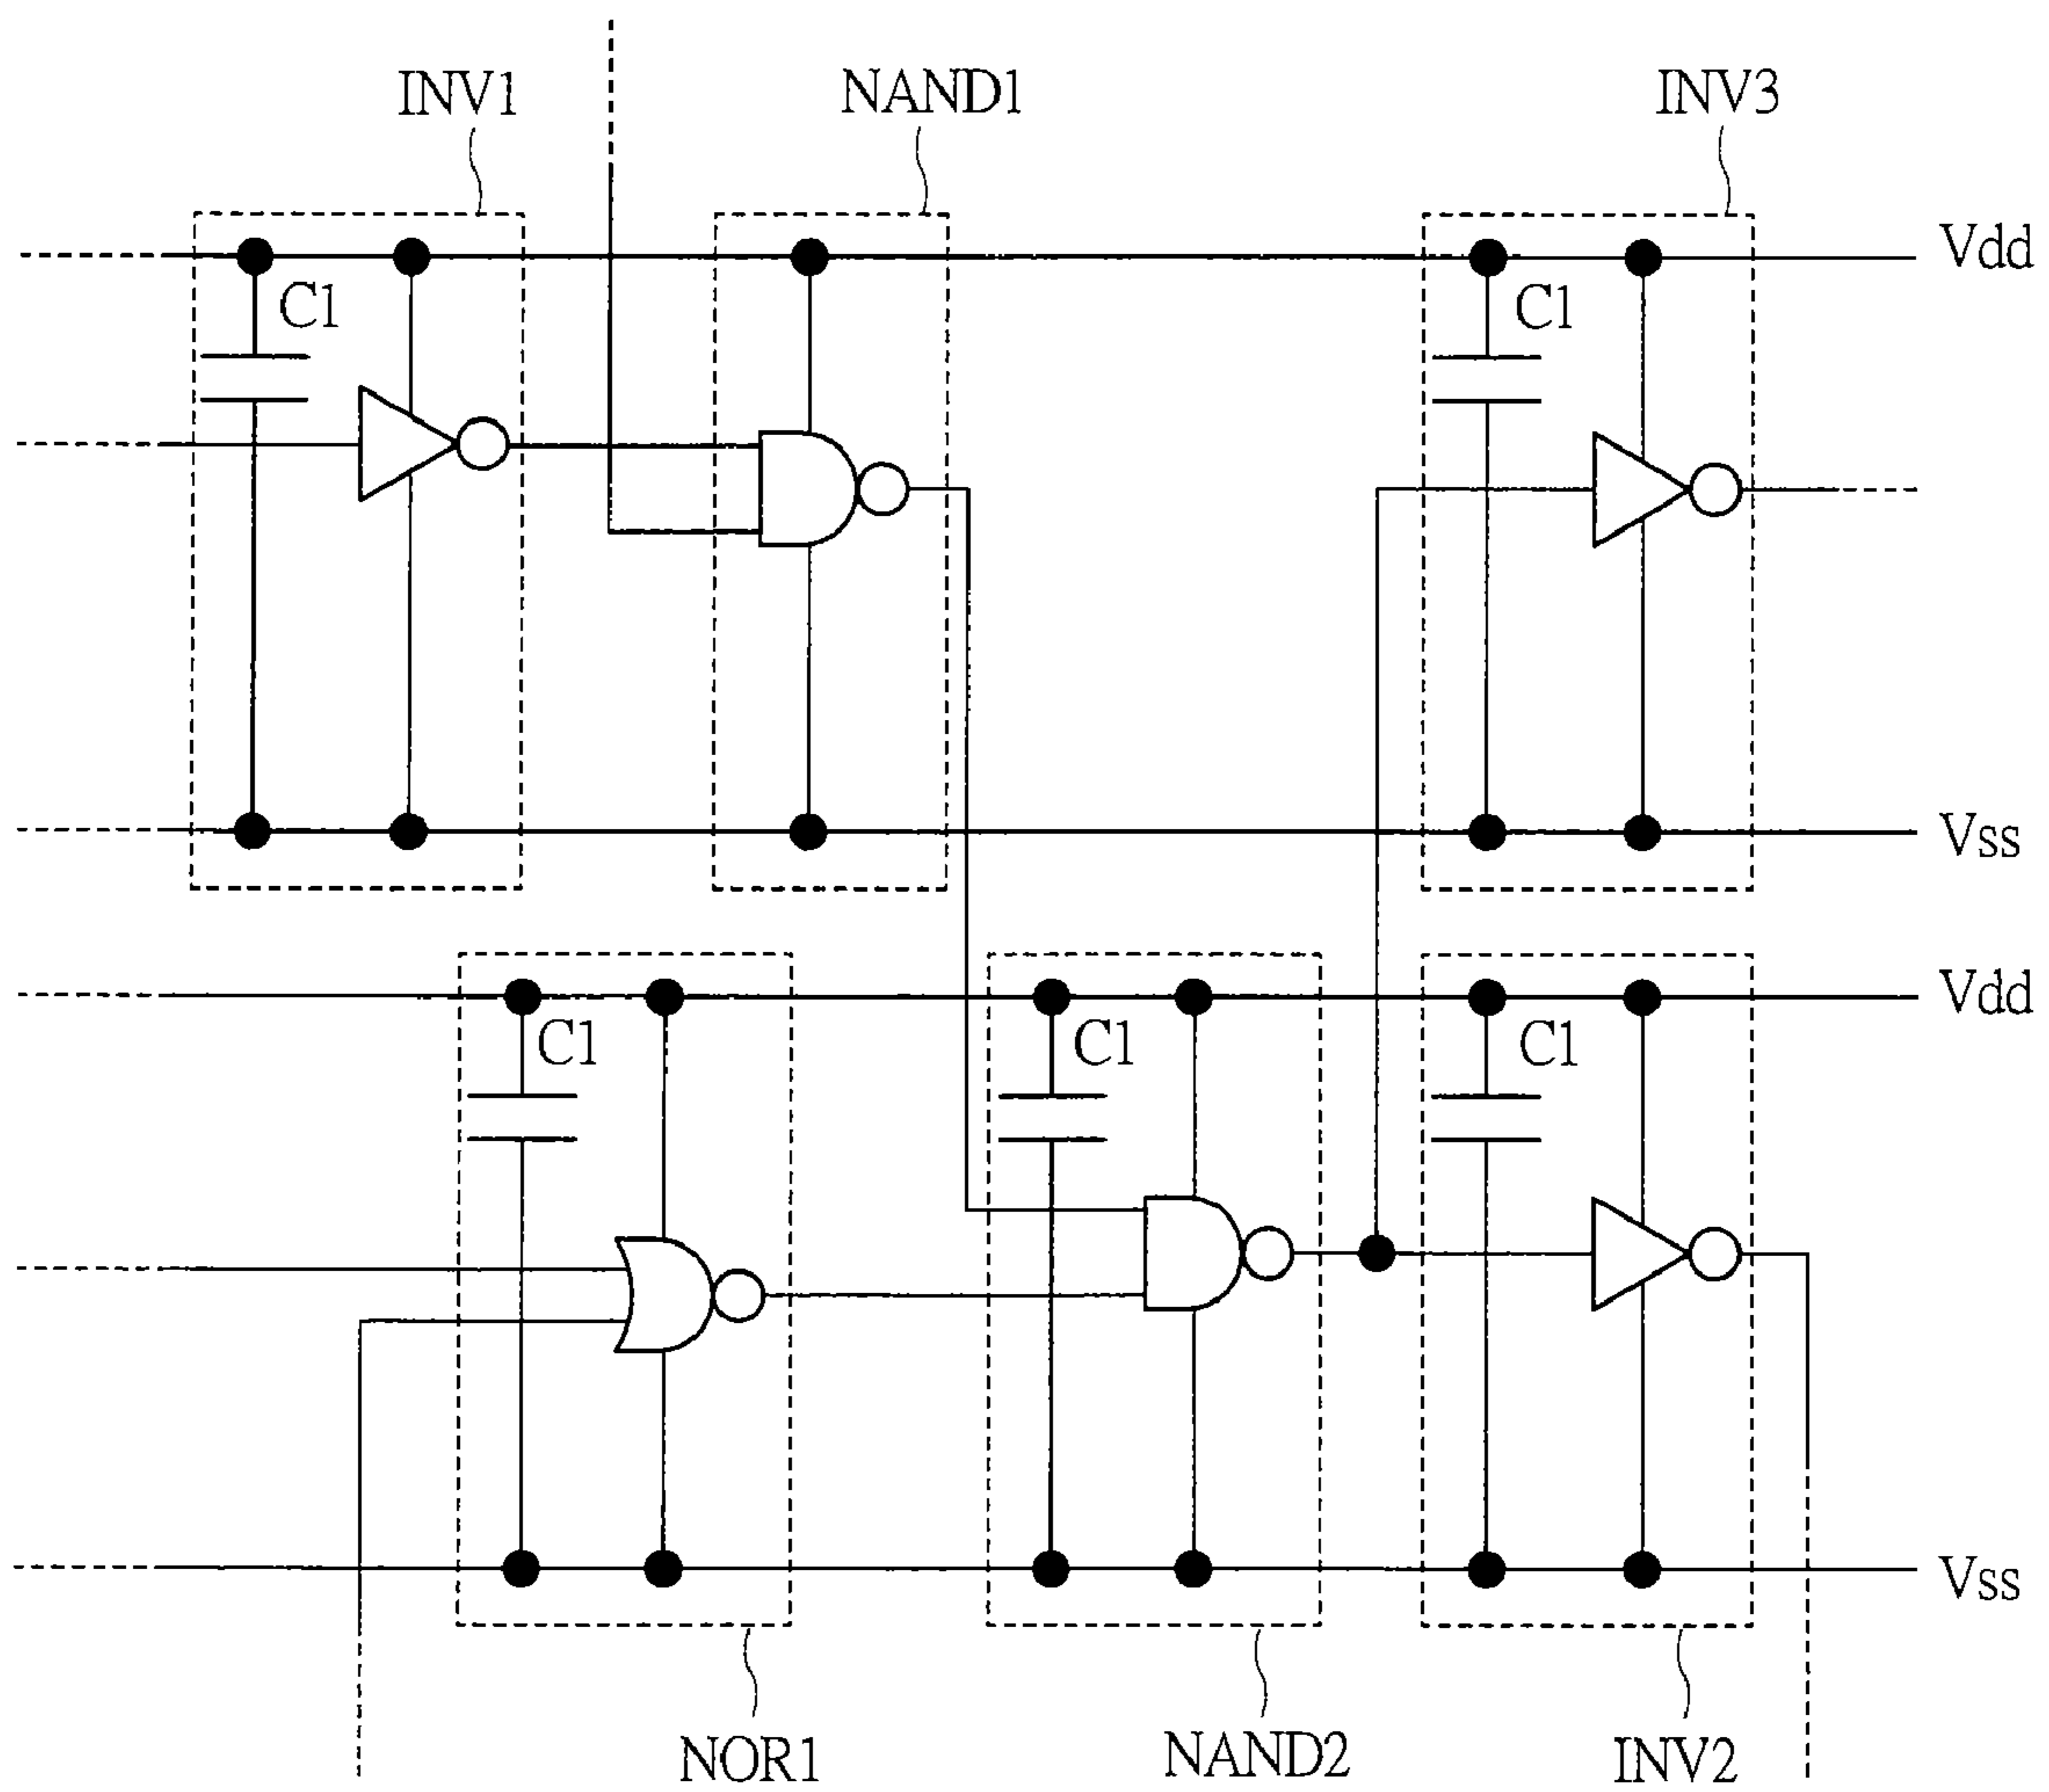 INV1
NAND1
INV3
Vdd
C1
C1
Vss
Vdd
C1
C1
C1
Vss
NOR1
NAND2
INV2